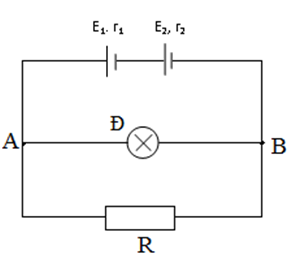 E₁. r₁ E₂, r₂
Đ
A B
R